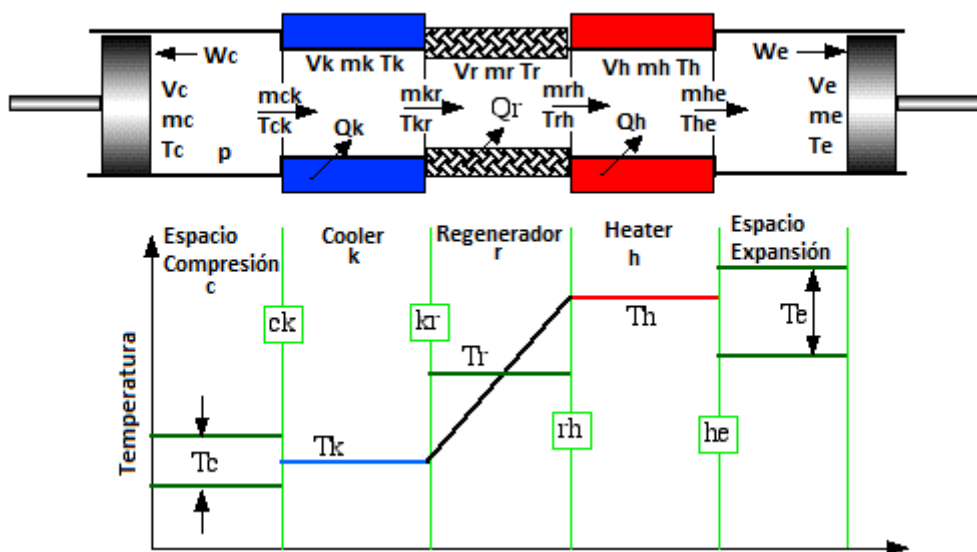 Wc
We
Vk mk Tk
Vr mr Tr
Vh mh Th
Vc
mc
Tc
p
mck
Tck
Qk
mkr
Tkr
Qr
mrh
Trh
Qh
mhe
The
Ve
me
Te
Espacio
Compresión
c
Cooler
k
Regenerador
r
Heater
h
Espacio
Expansión
ck
kr
Th
Te
Tr
rh
he
Tc
Tk
Temperatura